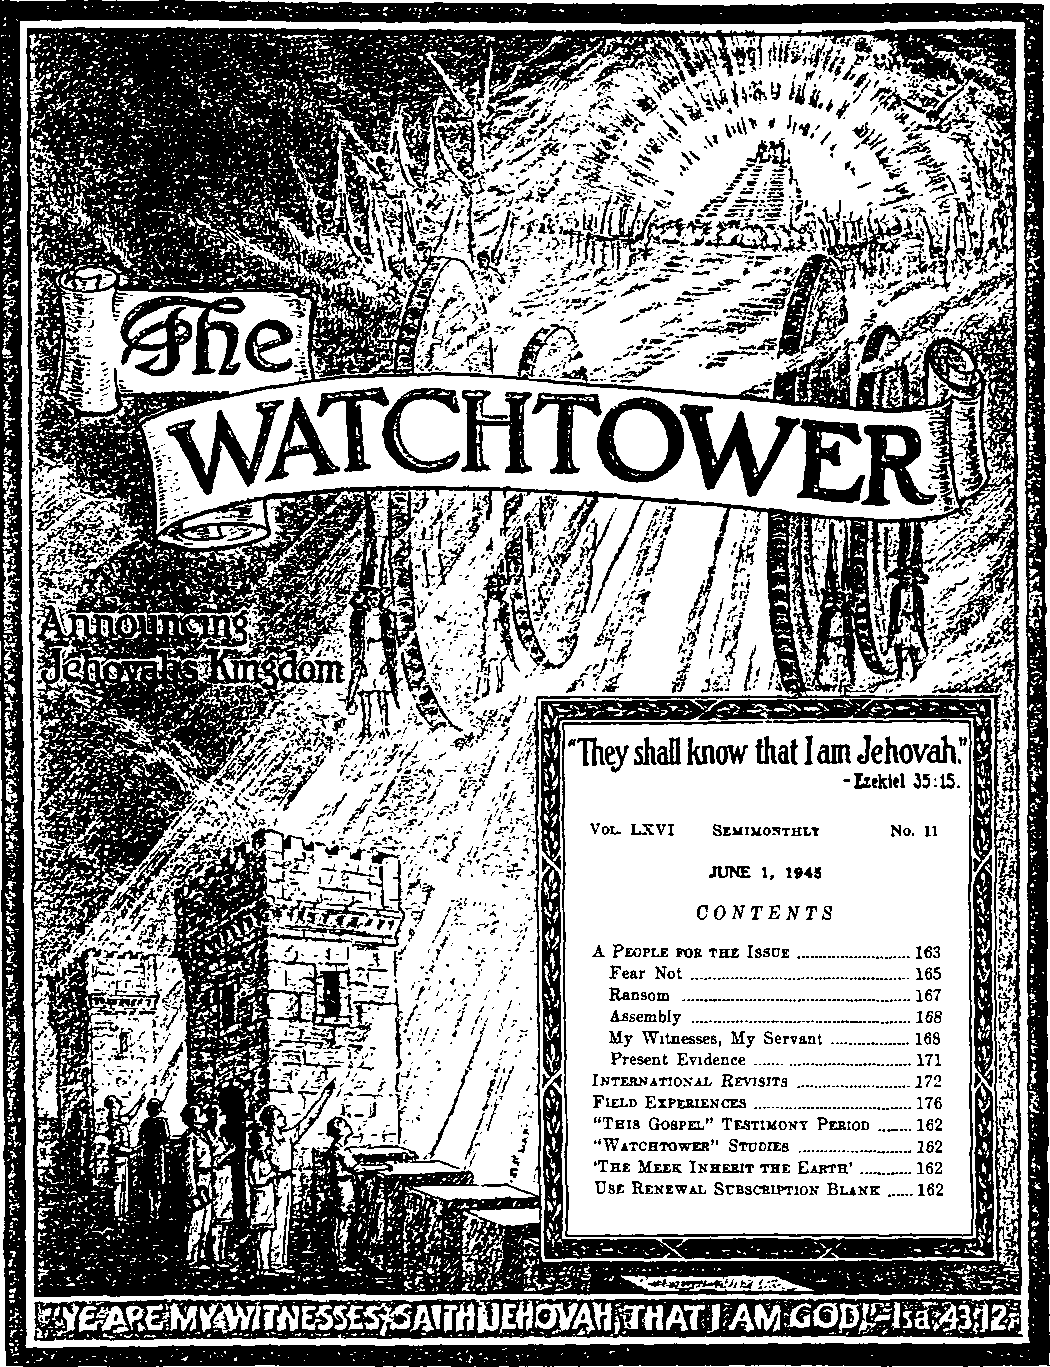 The
WATCHTOWER
Announcing
Jehovah's Kingdom
"They shall know that I am Jehovah."
-Ezekiel 35:15.
VOL. LXVI SEMIMONTHLY No. 11
JUNE 1, 1945
CONTENTS
A PEOPLE FOR THE ISSUE ........................ 163
Fear Not ........................ 165
Ransom ........................ 167
Assembly ........................ 168
My Witnesses, My Servant ........................ 169
Present Evidence ........................ 171
INTERNATIONAL REVISITS ........................ 172
FIELD EXPERIENCES ........................ 176
"THIS GOSPEL" TESTIMONY PERIOD ........ 162
"WATCHTOWER" STUDIES ........................ 162
'THE MEEK INHERIT THE EARTH' ............ 162
USE RENEWAL SUBSCRIPTION BLANK ...... 162
"YE ARE MY WITNESSES, SAITH JEHOVAH, THAT I AM GOD."-Isa. 43:12.